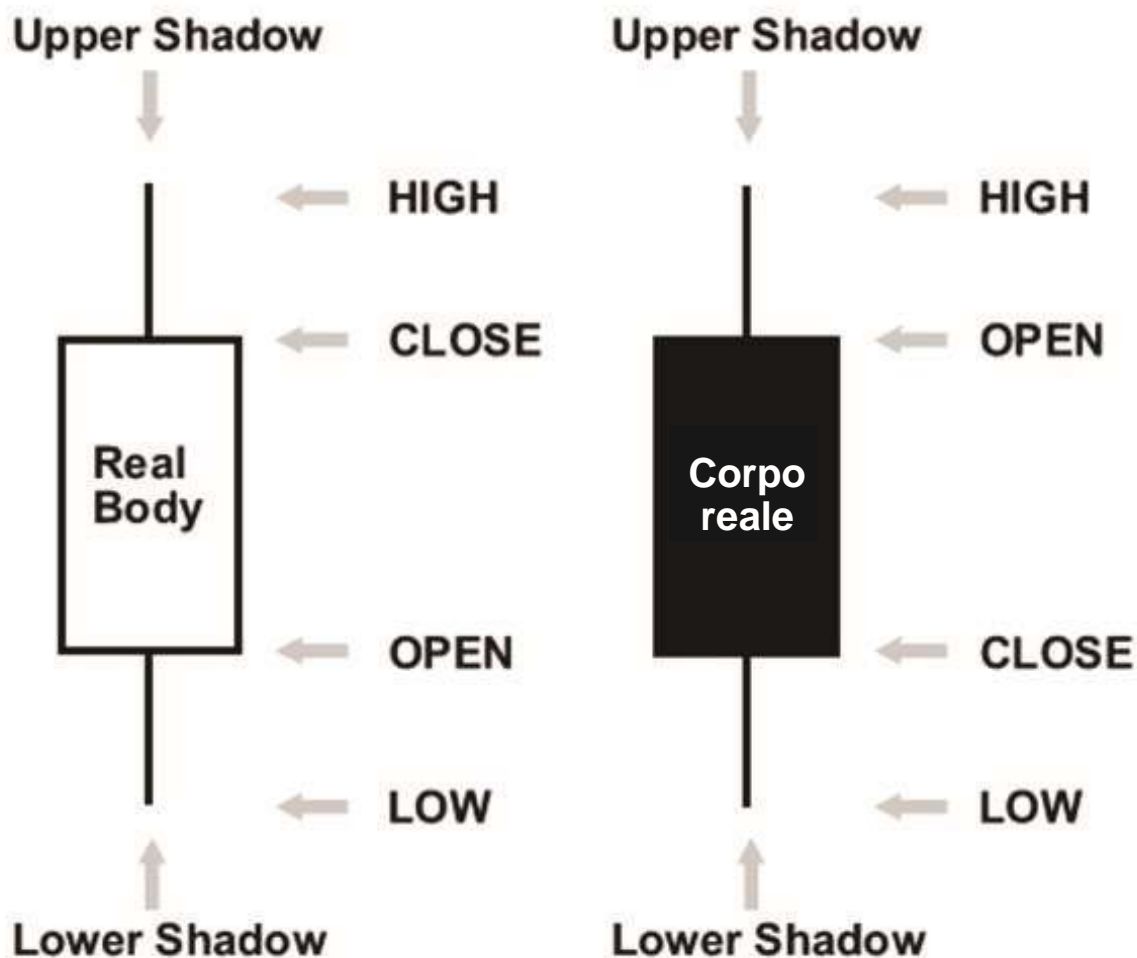 Upper Shadow
HIGH
CLOSE
Real
Body
OPEN
LOW
Lower Shadow
Upper Shadow
HIGH
OPEN
Corpo
reale
CLOSE
LOW
Lower Shadow